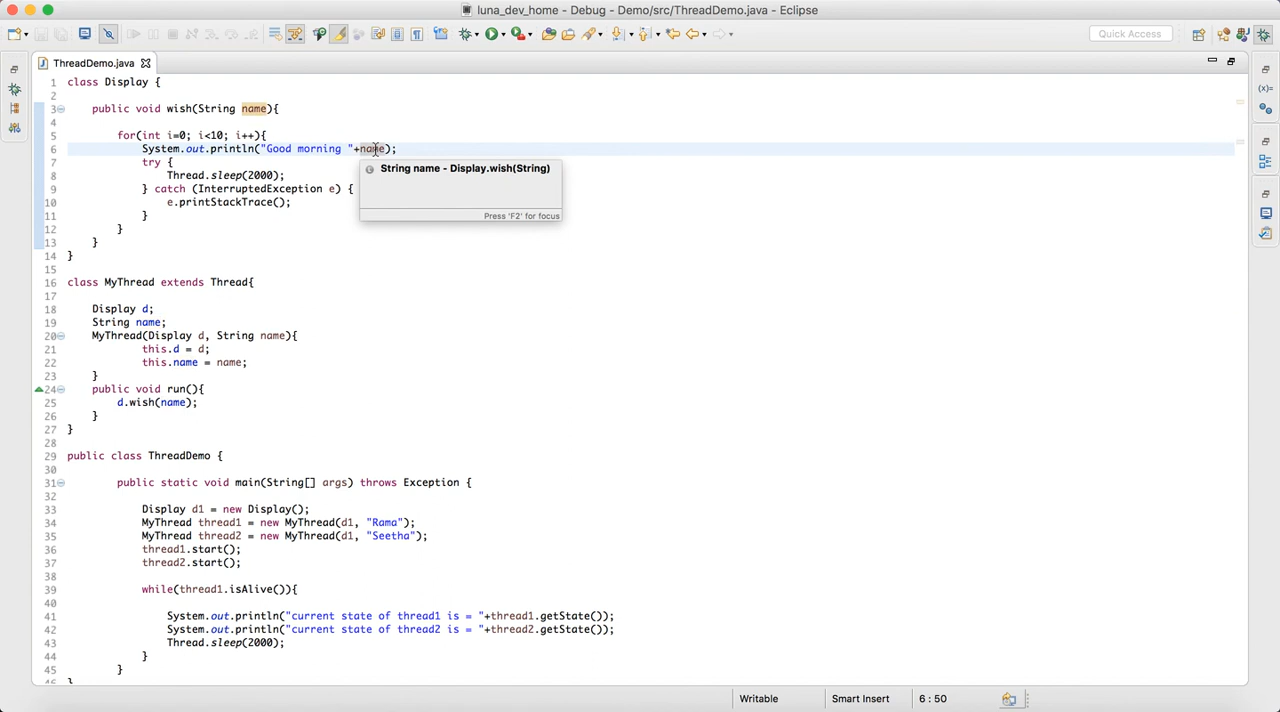 luna_dev_home - Debug - Demo/src/ThreadDemo.java - Eclipse
Quick Access
ThreadDemo.java
1 class Display {
2
3 public void wish(String name){
4
5 for(int i=0; i<10; i++){
6 System.out.println("Good morning "+name);
7 try {
8 Thread.sleep(2000);
9 } catch (InterruptedException e) {
10 e.printStackTrace();
11 }
12 }
13 }
14 }
15
16 class MyThread extends Thread{
17
18 Display d;
19 String name;
20 MyThread(Display d, String name){
21 this.d = d;
22 this.name = name;
23 }
24 public void run(){
25 d.wish(name);
26 }
27 }
28
29 public class ThreadDemo {
30
31 public static void main(String[] args) throws Exception {
32
33 Display d1 = new Display();
34 MyThread thread1 = new MyThread(d1, "Rama");
35 MyThread thread2 = new MyThread(d1, "Seetha");
36 thread1.start();
37 thread2.start();
38
39 while(thread1.isAlive()){
40
41 System.out.println("current state of thread1 is = "+thread1.getState());
42 System.out.println("current state of thread2 is = "+thread2.getState());
43 Thread.sleep(2000);
44 }
45 }
46 }
String name - Display.wish(String)
Press 'F2' for focus
(x)=
Writable
Smart Insert
6 : 50